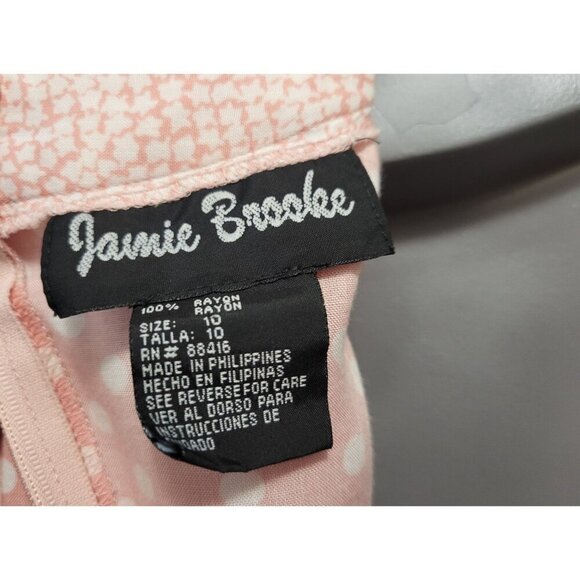 Jamie Brooke
100% RAYON
RAYON
SIZE: 10
TALLA: 10
RN# 88416
MADE IN PHILIPPINES
HECHO EN FILIPINAS
SEE REVERSE FOR CARE
VER AL DORSO PARA
INSTRUCCIONES DE